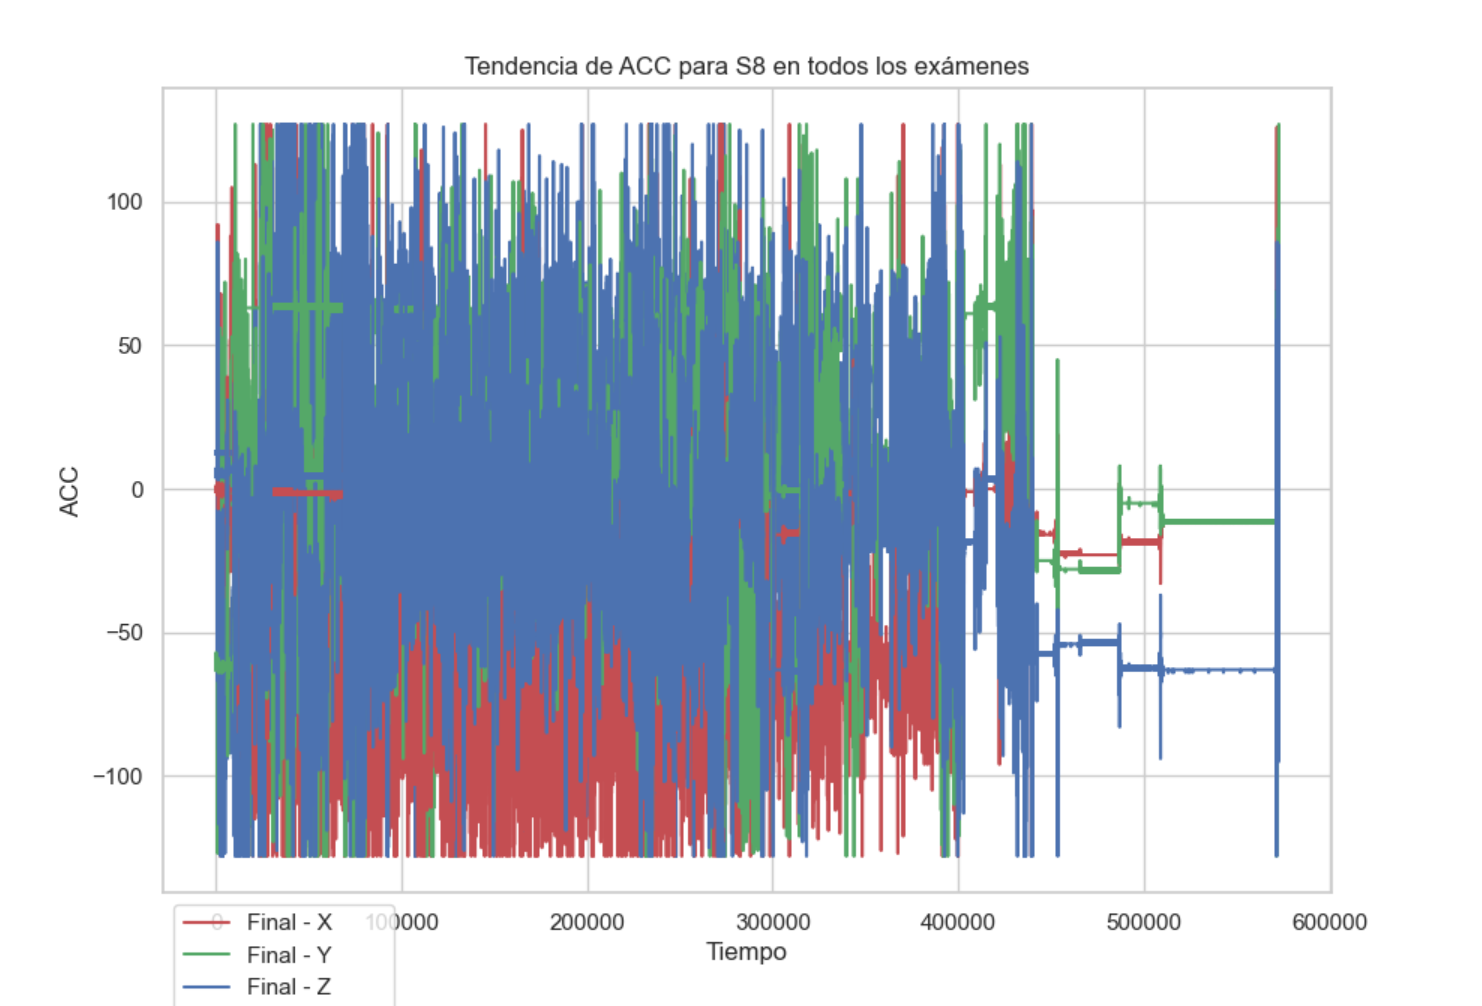 Tendencia de ACC para S8 en todos los exámenes
100
50
0
−50
−100
ACC
0
100000
200000
300000
400000
500000
600000
Tiempo
Final - X
Final - Y
Final - Z